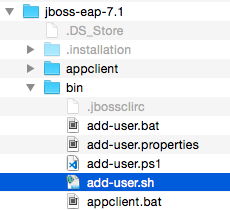 jboss-eap-7.1
.DS_Store
.installation
appclient
bin
.jbossclirc
add-user.bat
add-user.properties
add-user.ps1
add-user.sh
appclient.bat